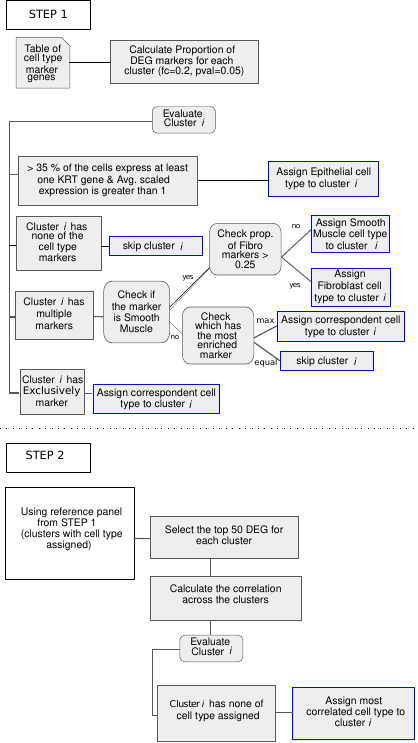 STEP 1
Table of
cell type
marker
genes
Calculate Proportion of
DEG markers for each
cluster (fc=0.2, pval=0.05)
Evaluate
Cluster i
> 35 % of the cells express at least
one KRT gene & Avg. scaled
expression is greater than 1
Assign Epithelial cell
type to cluster i
Cluster i has
none of the
cell type
markers
skip cluster i
Cluster i has
multiple
markers
Check if
the marker
is Smooth
Muscle
yes
no
Check prop.
of Fibro
markers >
0.25
no
yes
Assign Smooth
Muscle cell type
to cluster i
Assign
Fibroblast cell
type to cluster i
Check
which has
the most
enriched
marker
max
equal
Assign correspondent cell
type to cluster i
skip cluster i
Cluster i has
Exclusively
marker
Assign correspondent cell
type to cluster i
STEP 2
Using reference panel
from STEP 1
(clusters with cell type
assigned)
Select the top 50 DEG for
each cluster
Calculate the correlation
across the clusters
Evaluate
Cluster i
Cluster i has none of
cell type assigned
Assign most
correlated cell type to
cluster i